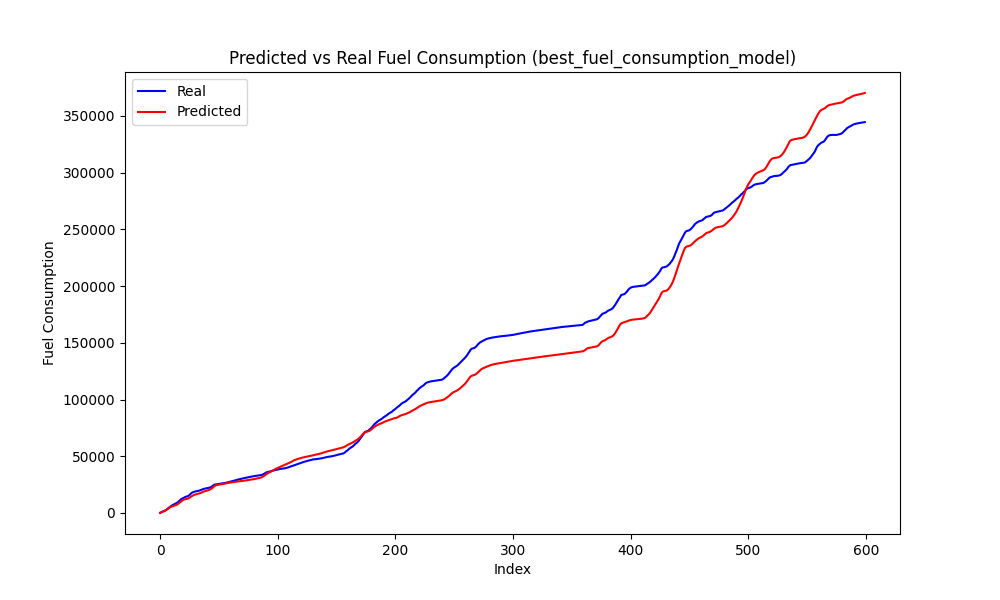 Predicted vs Real Fuel Consumption (best_fuel_consumption_model)
Real
Predicted
350000
300000
250000
200000
150000
100000
50000
0
Fuel Consumption
0 100 200 300 400 500 600
Index